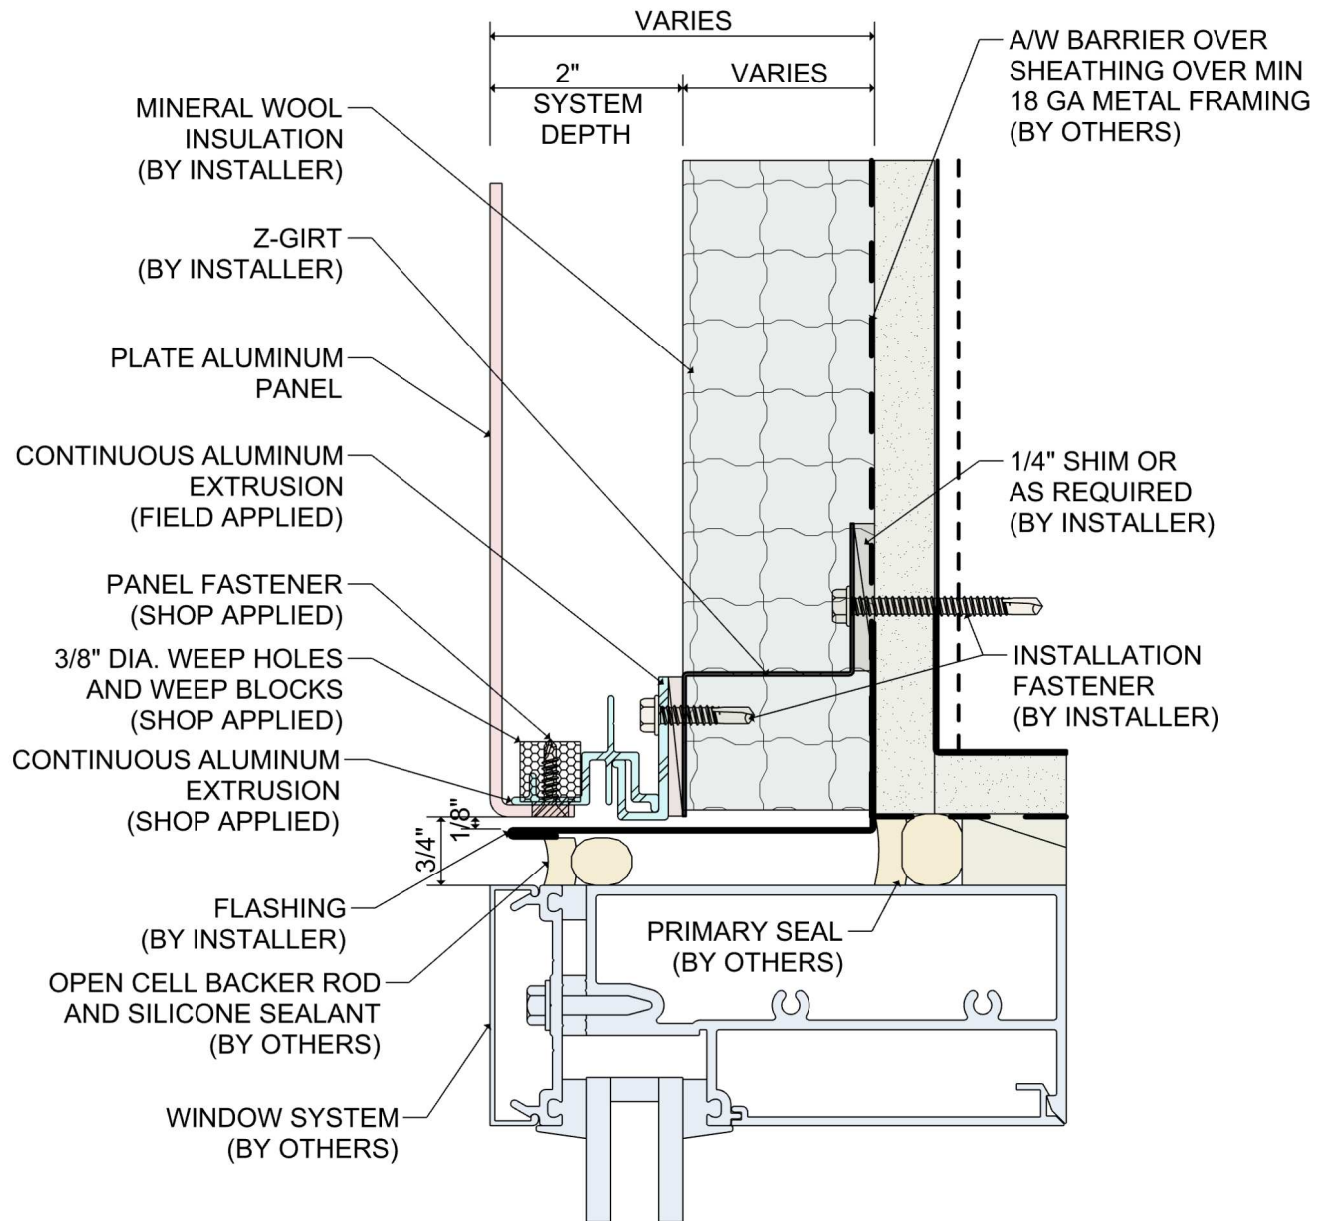 VARIES
2"
SYSTEM
DEPTH
VARIES
A/W BARRIER OVER
SHEATHING OVER MIN
18 GA METAL FRAMING
(BY OTHERS)
MINERAL WOOL
INSULATION
(BY INSTALLER)
Z-GIRT
(BY INSTALLER)
PLATE ALUMINUM
PANEL
CONTINUOUS ALUMINUM
EXTRUSION
(FIELD APPLIED)
1/4" SHIM OR
AS REQUIRED
(BY INSTALLER)
PANEL FASTENER
(SHOP APPLIED)
3/8" DIA. WEEP HOLES
AND WEEP BLOCKS
(SHOP APPLIED)
INSTALLATION
FASTENER
(BY INSTALLER)
CONTINUOUS ALUMINUM
EXTRUSION
(SHOP APPLIED)
1/8"
3/4"
FLASHING
(BY INSTALLER)
PRIMARY SEAL
(BY OTHERS)
OPEN CELL BACKER ROD
AND SILICONE SEALANT
(BY OTHERS)
WINDOW SYSTEM
(BY OTHERS)